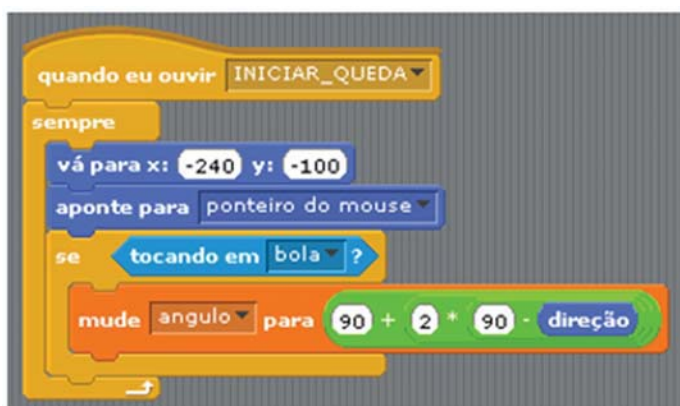 quando eu ouvir INICIAR_QUEDA
sempre
vá para x: -240 y: -100
aponte para ponteiro do mouse
se tocando em bola ?
mude angulo para 90 + 2 * 90 - direção